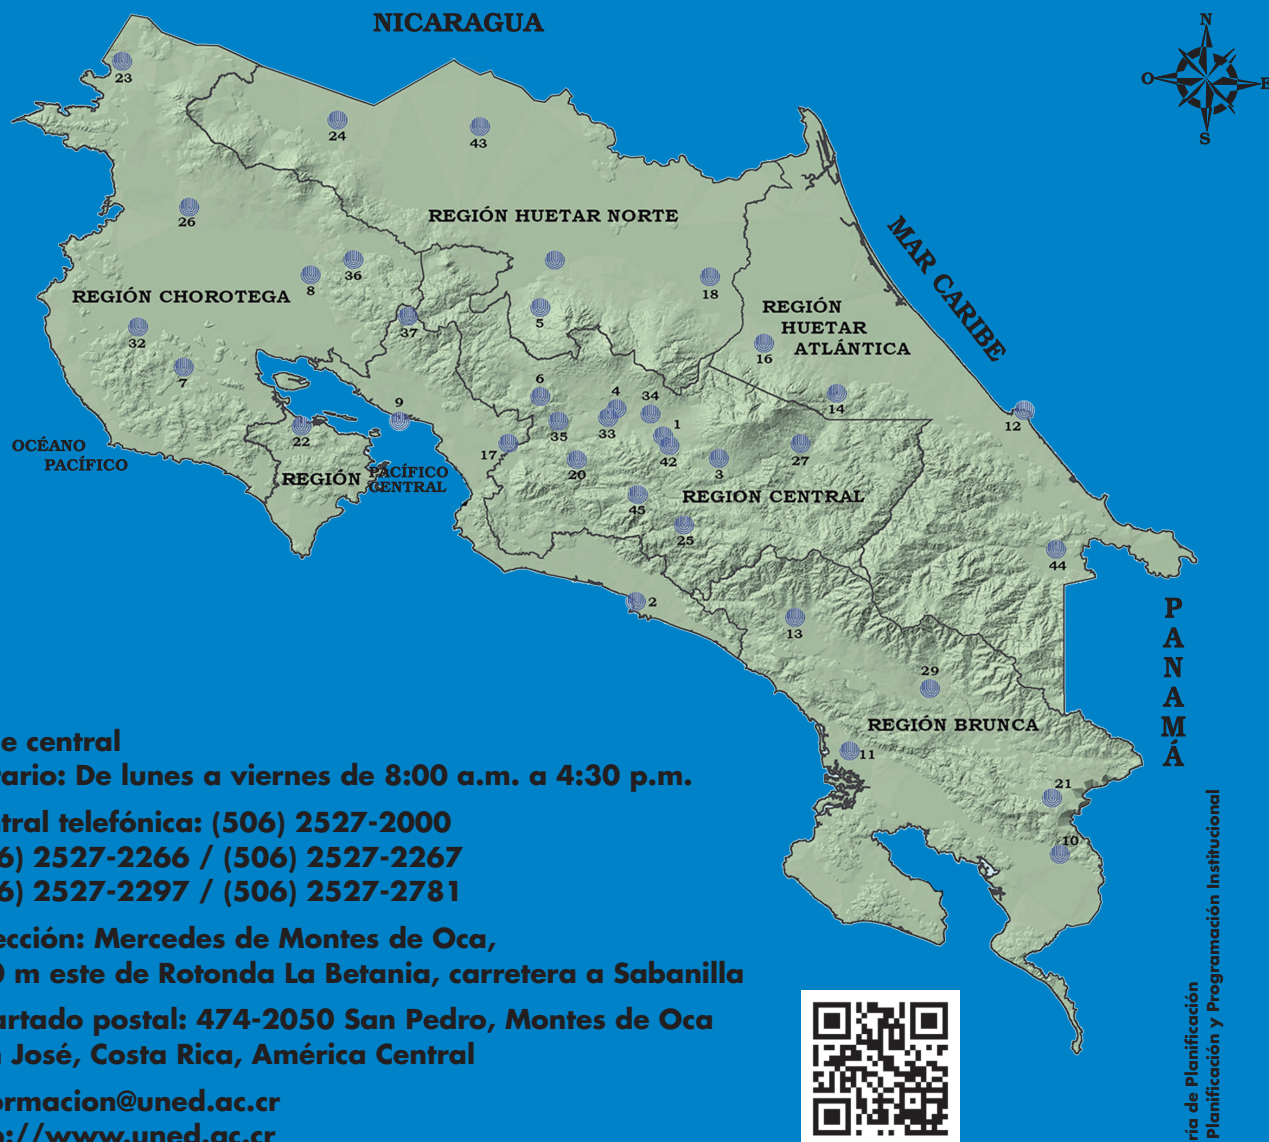 NICARAGUA
N
O
E
S
23
24
43
26
REGIÓN HUETAR NORTE
MAR CARIBE
36
8
18
REGIÓN CHOROTEGA
5
REGIÓN
HUETAR
ATLÁNTICA
37
32
16
7
6
4
34
9
14
1
12
33
35
22
42
17
3
27
20
OCÉANO
PACÍFICO
REGIÓN
PACÍFICO
CENTRAL
REGION CENTRAL
45
25
44
2
13
PANAMÁ
29
REGIÓN BRUNCA
11
21
10
e central
ario: De lunes a viernes de 8:00 a.m. a 4:30 p.m.
tral telefónica: (506) 2527-2000
6) 2527-2266 / (506) 2527-2267
6) 2527-2297 / (506) 2527-2781
ección: Mercedes de Montes de Oca,
0 m este de Rotonda La Betania, carretera a Sabanilla
artado postal: 474-2050 San Pedro, Montes de Oca
José, Costa Rica, América Central
ormacion@uned.ac.cr
://www.uned.ac.cr
ría de Planificación
Planificación y Programación Institucional